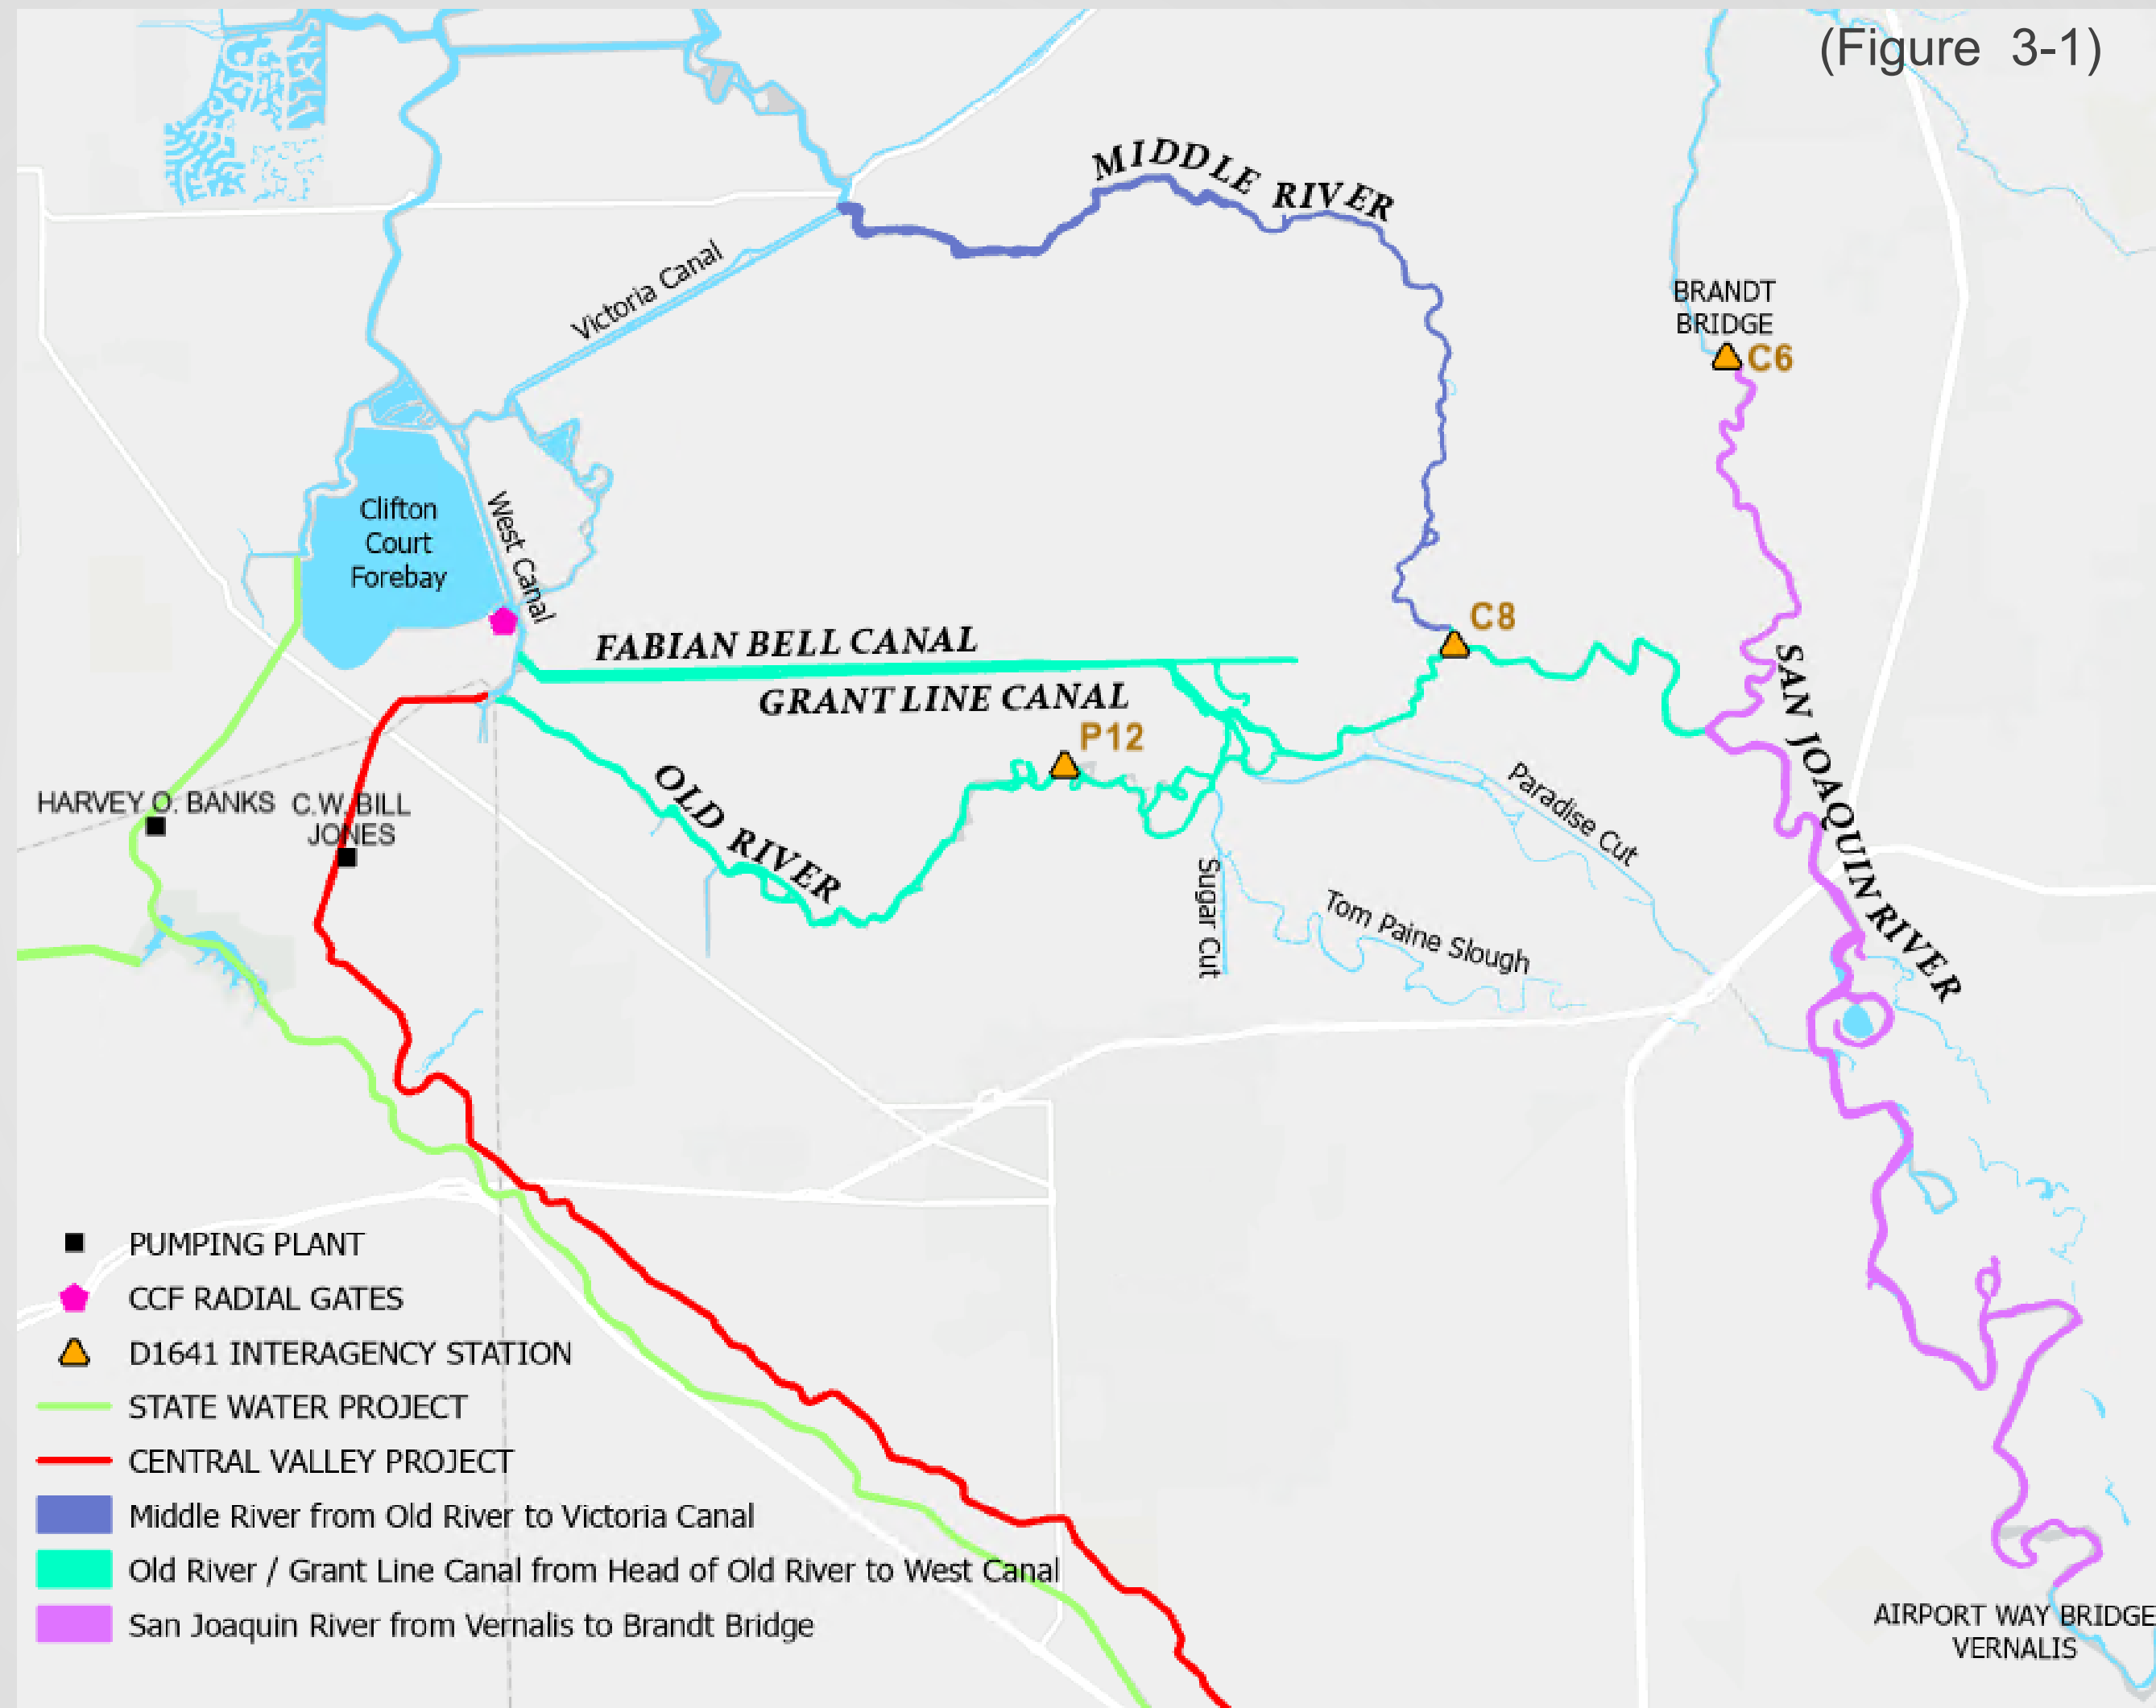 (Figure 3-1)
MIDDLE RIVER
Victoria Canal
BRANDT
BRIDGE
C6
Clifton
Court
Forebay
West Canal
C8
FABIAN BELL CANAL
GRANT LINE CANAL
P12
SAN JOAQUIN RIVER
OLD RIVER
Paradise Cut
HARVEY O. BANKS
C.W. BILL
JONES
Sugar Cut
Tom Paine Slough
PUMPING PLANT
CCF RADIAL GATES
D1641 INTERAGENCY STATION
STATE WATER PROJECT
CENTRAL VALLEY PROJECT
Middle River from Old River to Victoria Canal
Old River / Grant Line Canal from Head of Old River to West Canal
San Joaquin River from Vernalis to Brandt Bridge
AIRPORT WAY BRIDGE
VERNALIS